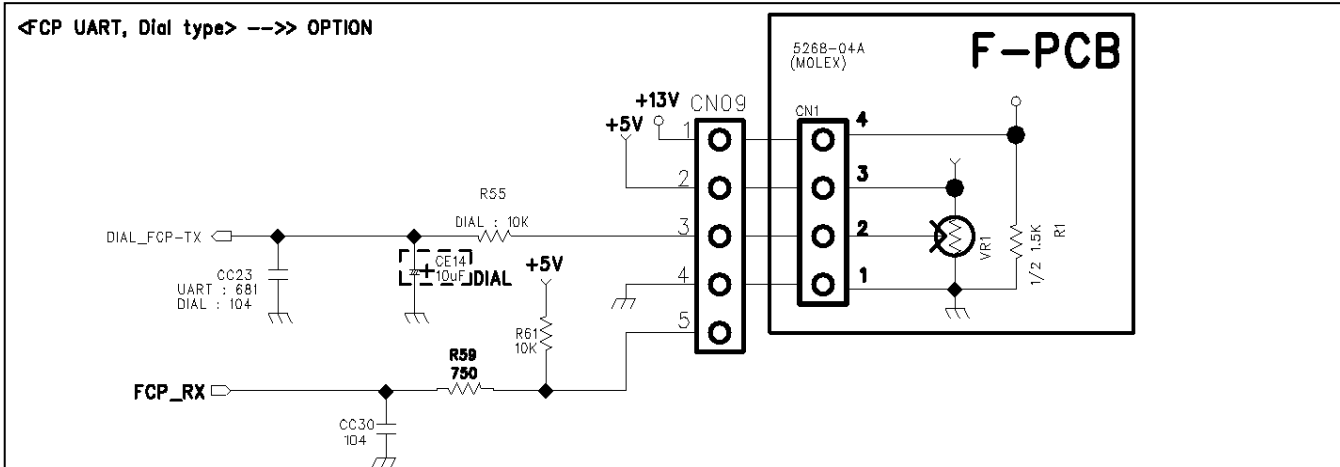 <FCP UART, Dial type> -->> OPTION
F-PCB
5268-04A
(MOLEX)
+13V
CN09
CN1
4
+5V
1
3
2
R55
DIAL : 10K
2
DIAL_FCP-TX
3
CE14
10uF
DIAL
VR1
1/2 1.5K
R1
CC23
UART : 681
DIAL : 104
+5V
4
1
R61
10K
5
R59
750
FCP_RX
CC30
104